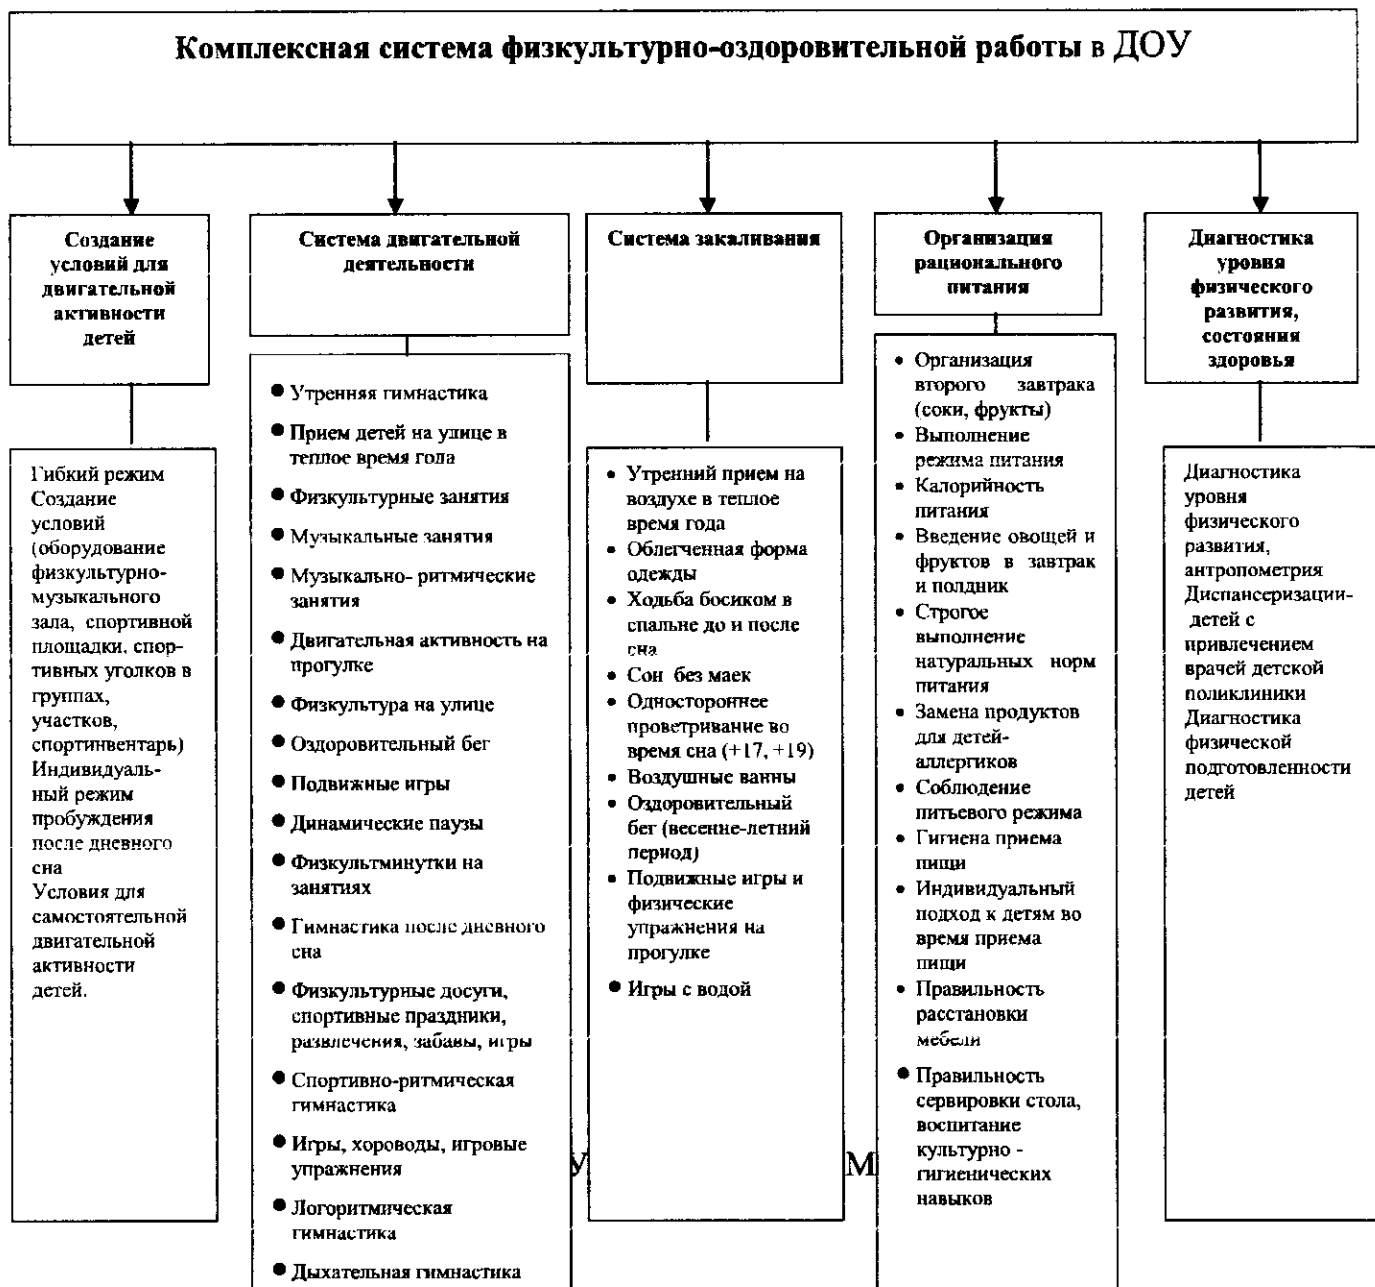 Комплексная система физкультурно-оздоровительной работы в ДОУ
Создание
условий для
двигательной
активности
детей
Гибкий режим
Создание
условий
(оборудование
физкультурно-
музыкального
зала, спортивной
площадки, спор-
тивных уголков в
группах,
участков,
спортинвентарь)
Индивидуаль-
ный режим
пробуждения
после дневного
сна
Условия для
самостоятельной
двигательной
активности
детей.
Система двигательной
деятельности
● Утренняя гимнастика
● Прием детей на улице в
теплое время года
● Физкультурные занятия
● Музыкальные занятия
● Музыкально- ритмические
занятия
● Двигательная активность на
прогулке
● Физкультура на улице
● Оздоровительный бег
● Подвижные игры
● Динамические паузы
● Физкультминутки на
занятиях
● Гимнастика после дневного
сна
● Физкультурные досуги,
спортивные праздники,
развлечения, забавы, игры
● Спортивно-ритмическая
гимнастика
● Игры, хороводы, игровые
упражнения
● Логоритмическая
гимнастика
● Дыхательная гимнастика
Система закаливания
• Утренний прием на
воздухе в теплое
время года
• Облегченная форма
одежды
• Ходьба босиком в
спальне до и после
сна
• Сон без маек
• Одностороннее
проветривание во
время сна (+17, +19)
• Воздушные ванны
• Оздоровительный
бег (весенне-летний
период)
• Подвижные игры и
физические
упражнения на
прогулке
● Игры с водой
Организация
рационального
питания
• Организация
второго завтрака
(соки, фрукты)
• Выполнение
режима питания
• Калорийность
питания
• Введение овощей и
фруктов в завтрак
и полдник
• Строгое
выполнение
натуральных норм
питания
• Замена продуктов
для детей-
аллергиков
• Соблюдение
питьевого режима
• Гигиена приема
пищи
• Индивидуальный
подход к детям во
время приема
пищи
• Правильность
расстановки
мебели
● Правильность
сервировки стола,
воспитание
культурно -
гигиенических
навыков
Диагностика
уровня
физического
развития,
состояния
здоровья
Диагностика
уровня
физического
развития,
антропометрия
Диспансеризации-
детей с
привлечением
врачей детской
поликлиники
Диагностика
физической
подготовленности
детей